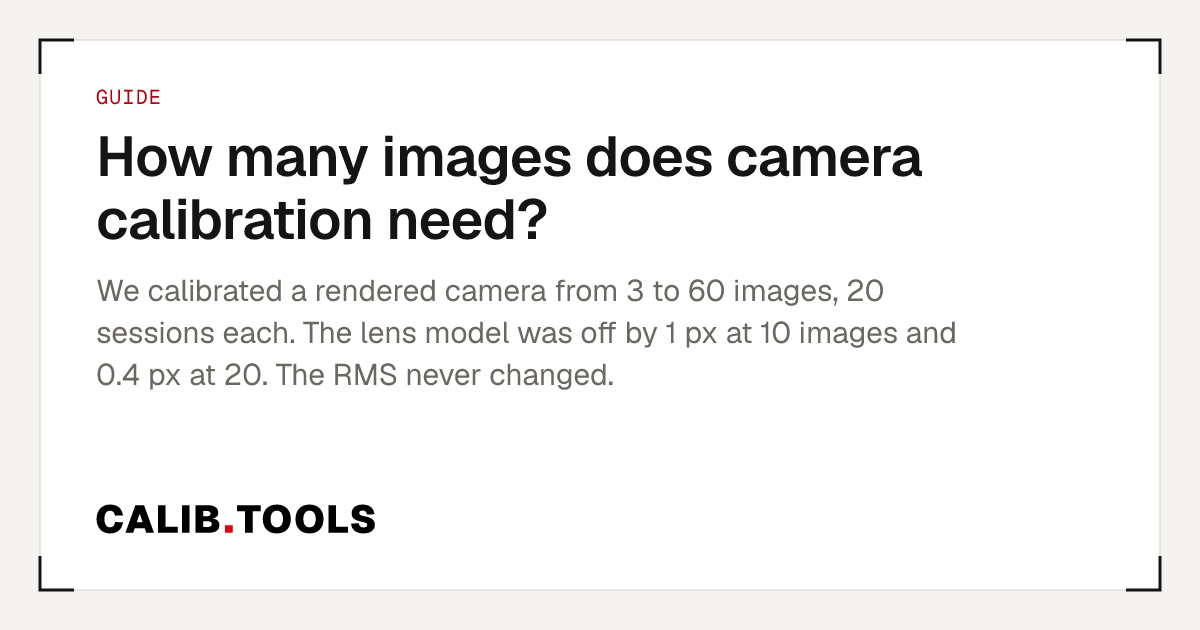 GUIDE
How many images does camera
calibration need?
We calibrated a rendered camera from 3 to 60 images, 20
sessions each. The lens model was off by 1 px at 10 images and
0.4 px at 20. The RMS never changed.
CALIB.TOOLS